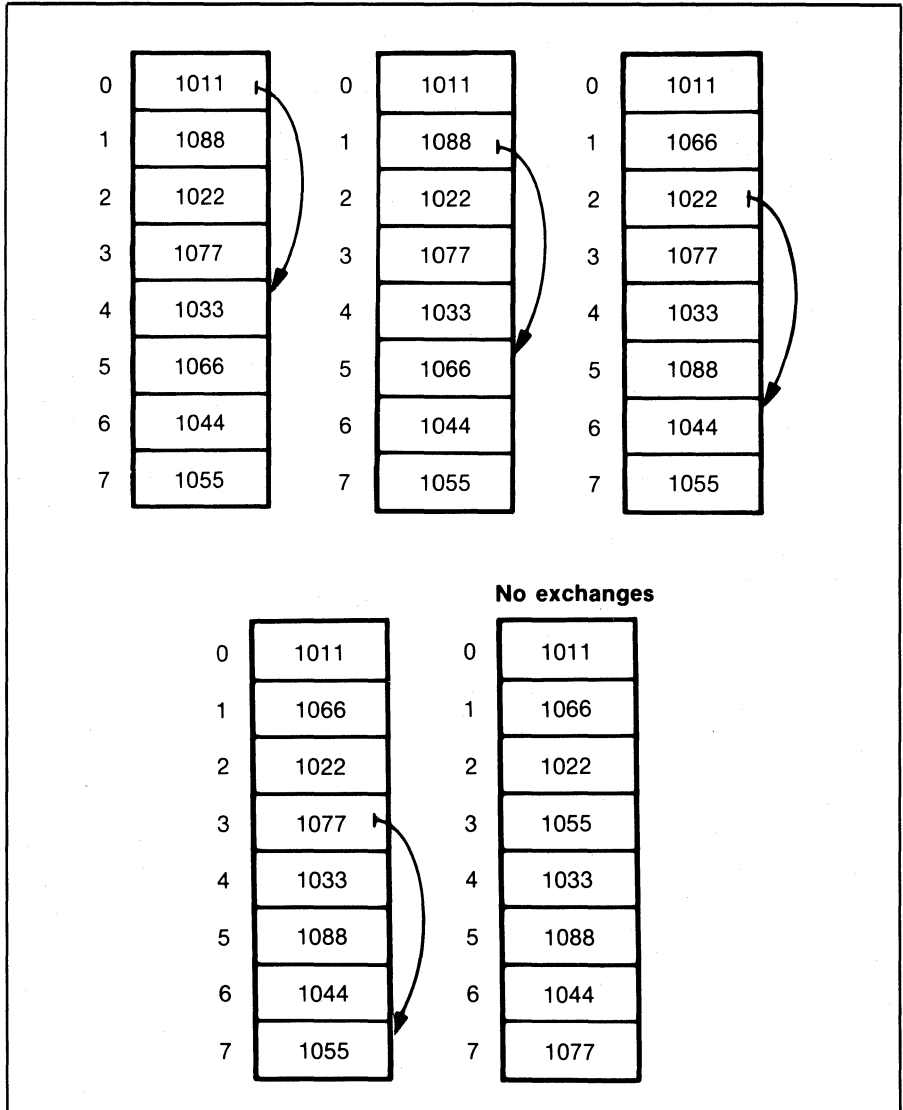 0 1011 0 1011 0 1011
1 1088 1 1088 1 1066
2 1022 2 1022 2 1022
3 1077 3 1077 3 1077
4 1033 4 1033 4 1033
5 1066 5 1066 5 1088
6 1044 6 1044 6 1044
7 1055 7 1055 7 1055
No exchanges
0 1011 0 1011
1 1066 1 1066
2 1022 2 1022
3 1077 3 1055
4 1033 4 1033
5 1088 5 1088
6 1044 6 1044
7 1055 7 1077